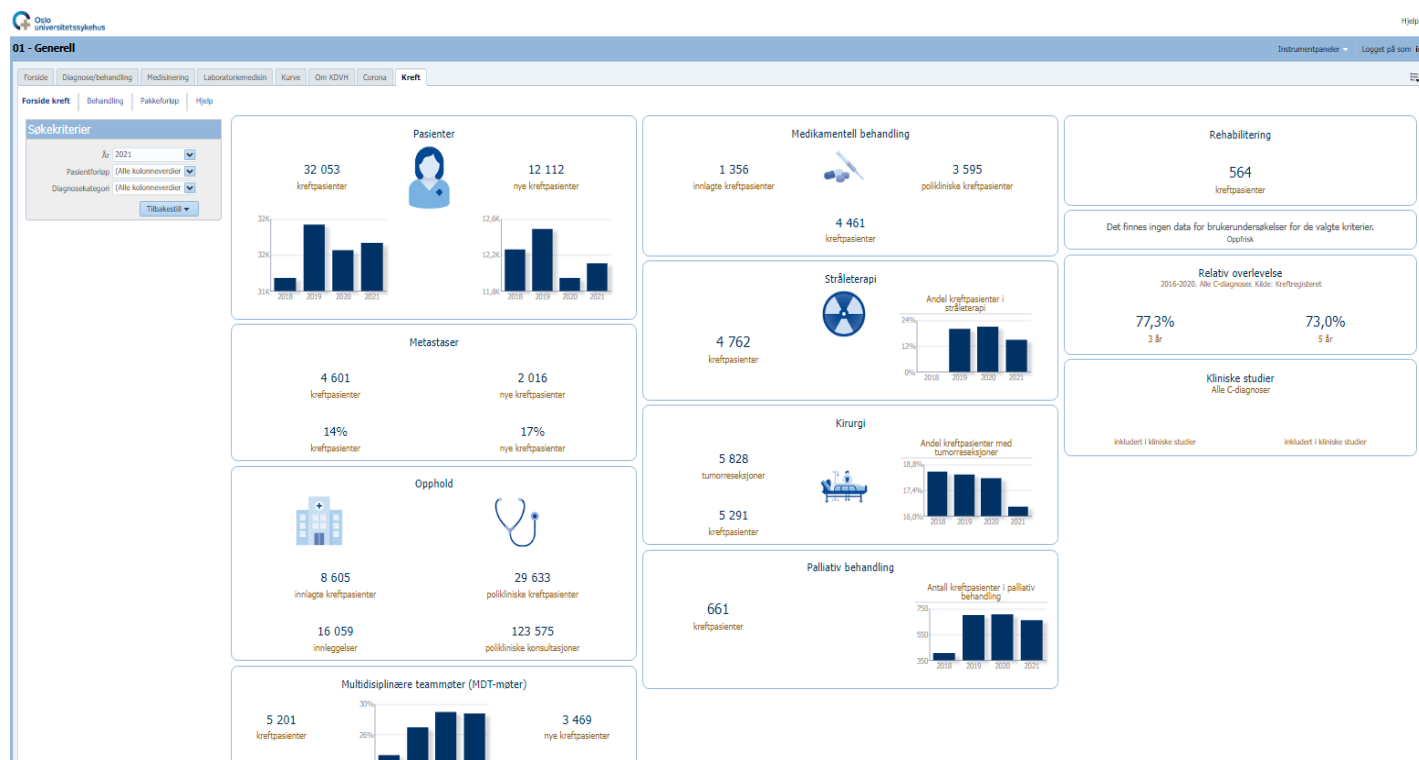 Oslo
universitetssykehus
Hjelp
01 - Generell
Instrumentpaneler
Logget på som
Forside
Diagnose/behandling
Medisinering
Laboratoriemedisin
Kurve
Om KDVH
Corona
Kreft
Forside kreft
Behandling
Pakkeforløp
Hjelp
Søkekriterier
År 2021
Pasientforløp (Alle kolonneverdier
Diagnosekategori (Alle kolonneverdier
Tilbakestill
Pasienter
32 053
kreftpasienter
12 112
nye kreftpasienter
32K
32K
31K
2018 2019 2020 2021
12,6K
12,2K
11,8K
2018 2019 2020 2021
Metastaser
4 601
kreftpasienter
2 016
nye kreftpasienter
14%
kreftpasienter
17%
nye kreftpasienter
Opphold
8 605
innlagte kreftpasienter
29 633
polikliniske kreftpasienter
16 059
innleggelser
123 575
polikliniske konsultasjoner
Multidisiplinære teammøter (MDT-møter)
5 201
kreftpasienter
30%
26%
3 469
nye kreftpasienter
Medikamentell behandling
1 356
innlagte kreftpasienter
3 595
polikliniske kreftpasienter
4 461
kreftpasienter
Stråleterapi
4 762
kreftpasienter
Andel kreftpasienter i
stråleterapi
24%
12%
0%
2018 2019 2020 2021
Kirurgi
5 828
tumorreseksjoner
5 291
kreftpasienter
Andel kreftpasienter med
tumorreseksjoner
18,8%
17,4%
16,0%
2018 2019 2020 2021
Palliativ behandling
661
kreftpasienter
Antall kreftpasienter i palliativ
behandling
750
550
350
2018 2019 2020 2021
Rehabilitering
564
kreftpasienter
Det finnes ingen data for brukerundersøkelser for de valgte kriterier.
Oppfrisk
Relativ overlevelse
2016-2020. Alle C-diagnoser. Kilde: Kreftregisteret
77,3%
3 år
73,0%
5 år
Kliniske studier
Alle C-diagnoser
inkludert i kliniske studier
inkludert i kliniske studier